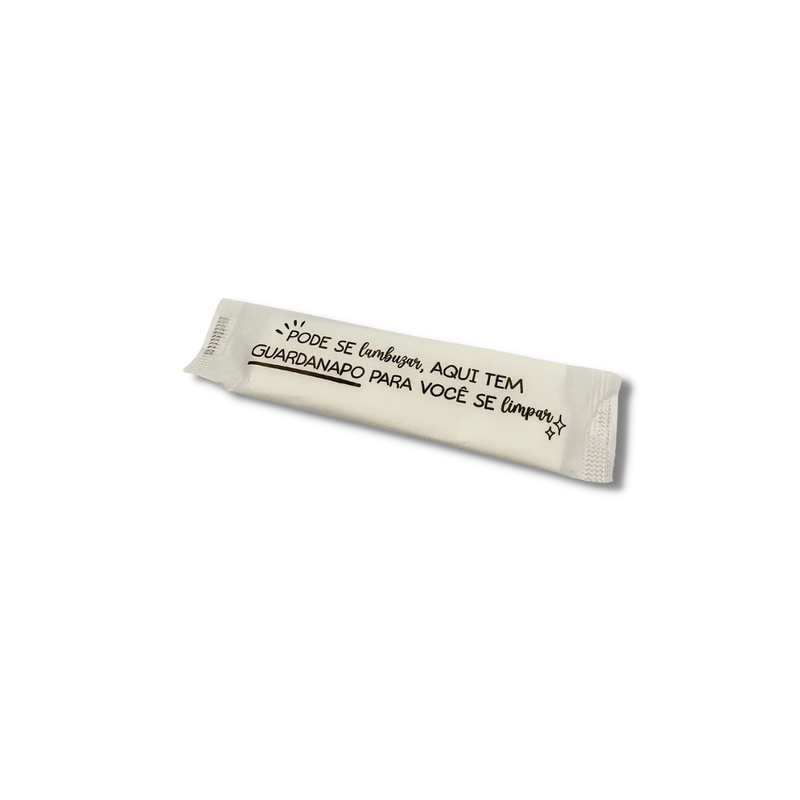 PODE SE lambuzar, AQUI TEM
GUARDANAPO PARA VOCÊ SE limpar